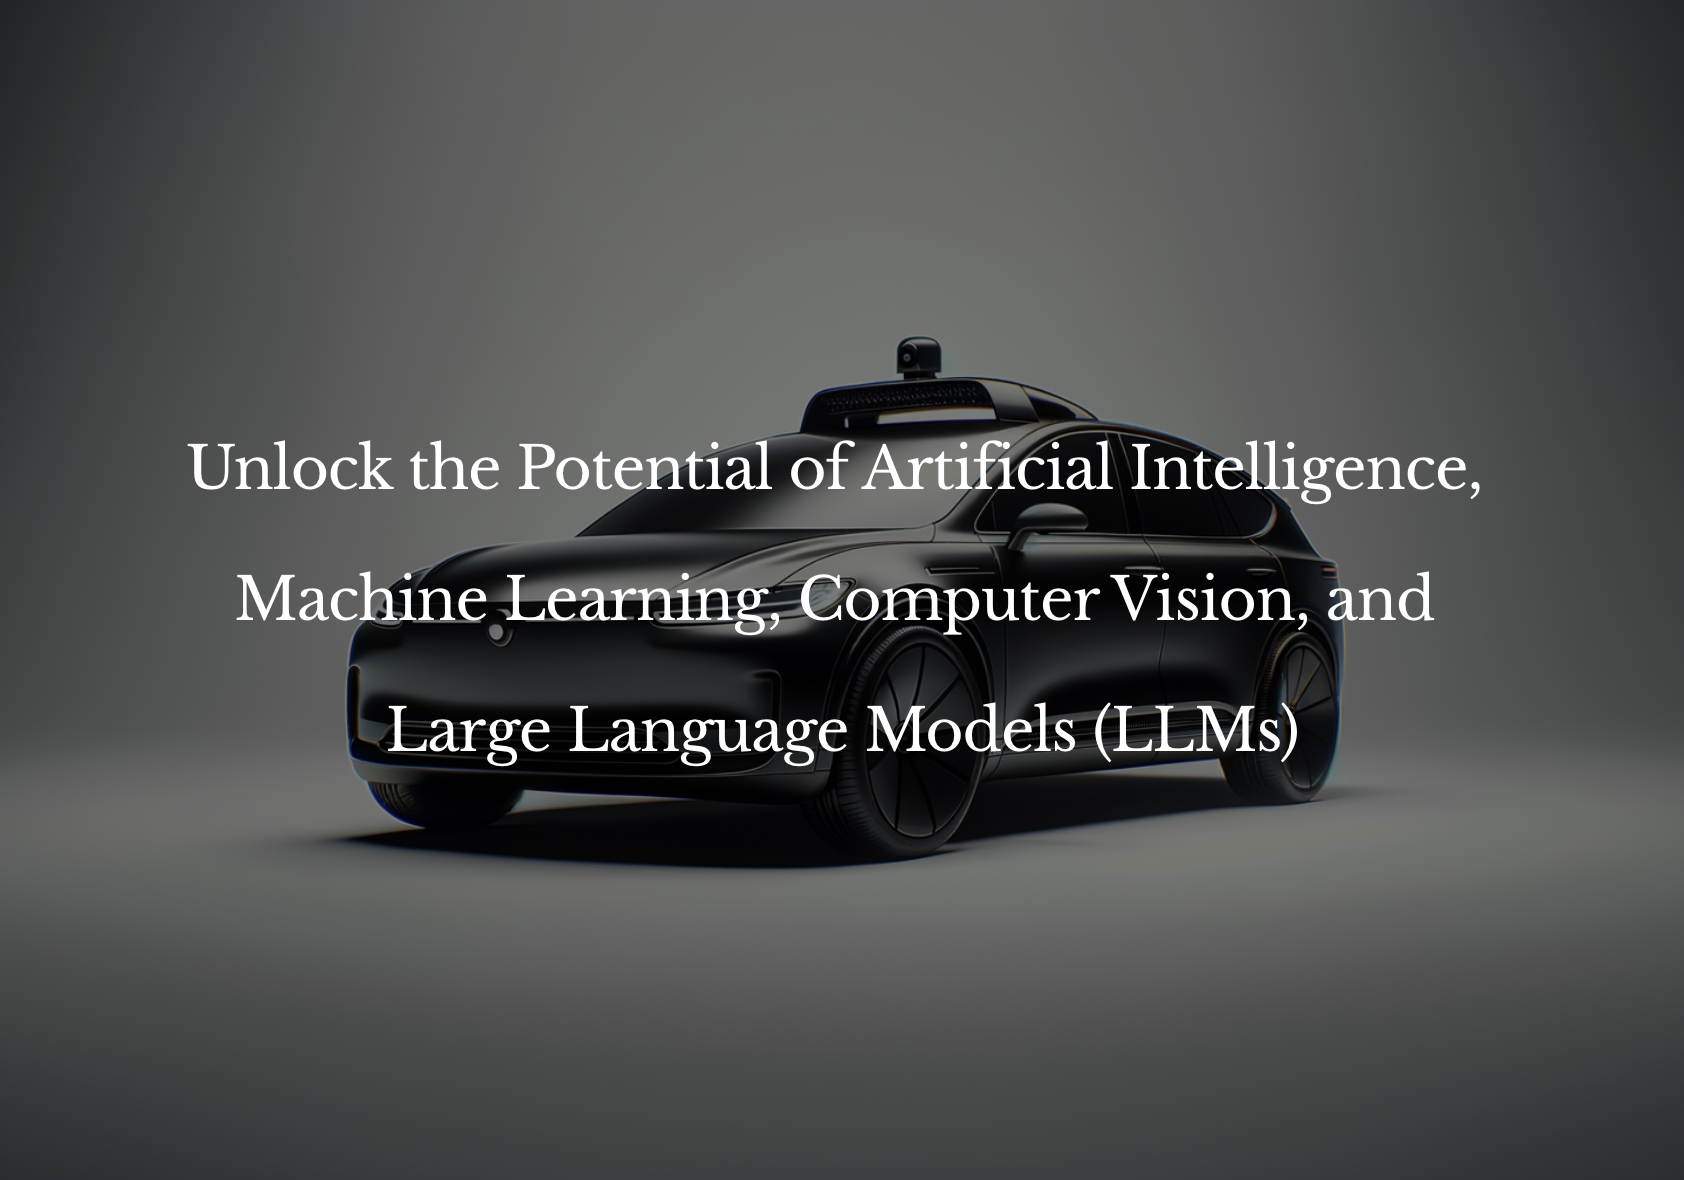 Unlock the Potential of Artificial Intelligence,
Machine Learning, Computer Vision, and
Large Language Models (LLMs)